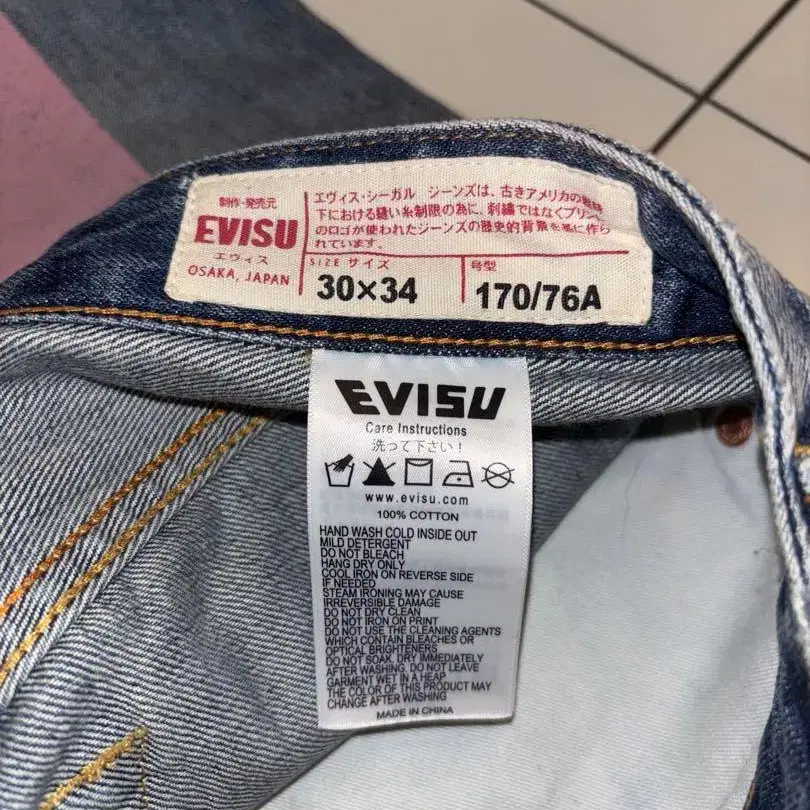 制作・発売元
EVISU
エヴィス
OSAKA, JAPAN
エヴィス・シーガル ジーンズは、古きアメリカの戦時
下における縫い糸制限の為に、刺繍ではなくプリント
のロゴが使われたジーンズの歴史的背景を基に作ら
れています。
SIZE サイズ
30×34
号型
170/76A
EVISU
Care Instructions
洗って下さい!
www.evisu.com
100% COTTON
HAND WASH COLD INSIDE OUT
MILD DETERGENT
DO NOT BLEACH
HANG DRY ONLY
COOL IRON ON REVERSE SIDE
IF NEEDED
STEAM IRONING MAY CAUSE
IRREVERSIBLE DAMAGE
DO NOT DRY CLEAN
DO NOT IRON ON PRINT
DO NOT USE THE CLEANING AGENTS
WHICH CONTAIN BLEACHES OR
OPTICAL BRIGHTENERS
DO NOT SOAK. DRY IMMEDIATELY
AFTER WASHING. DO NOT LEAVE
GARMENT WET IN A HEAP
THE COLOR OF THIS PRODUCT MAY
CHANGE AFTER WASHING
MADE IN CHINA